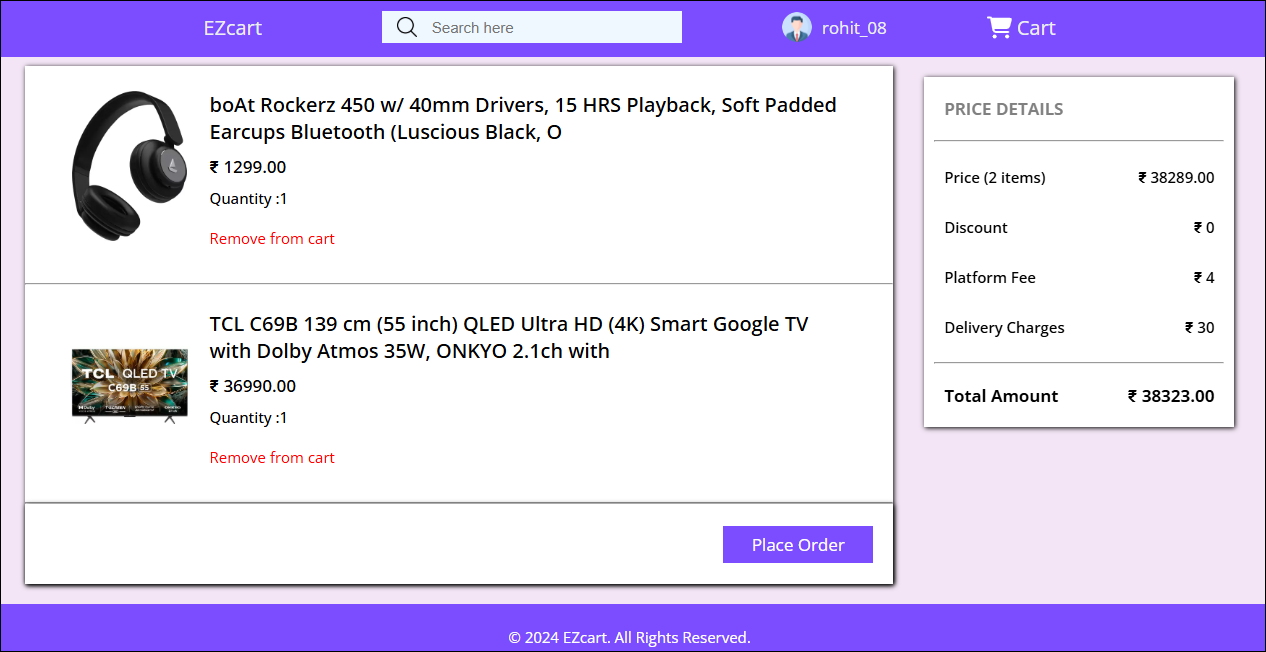 EZcart
Search here
rohit_08
Cart
boAt Rockerz 450 w/ 40mm Drivers, 15 HRS Playback, Soft Padded
Earcups Bluetooth (Luscious Black, O
₹ 1299.00
Quantity :1
Remove from cart
TCL C69B 139 cm (55 inch) QLED Ultra HD (4K) Smart Google TV
with Dolby Atmos 35W, ONKYO 2.1ch with
₹ 36990.00
Quantity :1
Remove from cart
TCL QLED TV
C69B 55
Place Order
PRICE DETAILS
Price (2 items) ₹ 38289.00
Discount ₹ 0
Platform Fee ₹ 4
Delivery Charges ₹ 30
Total Amount ₹ 38323.00
© 2024 EZcart. All Rights Reserved.